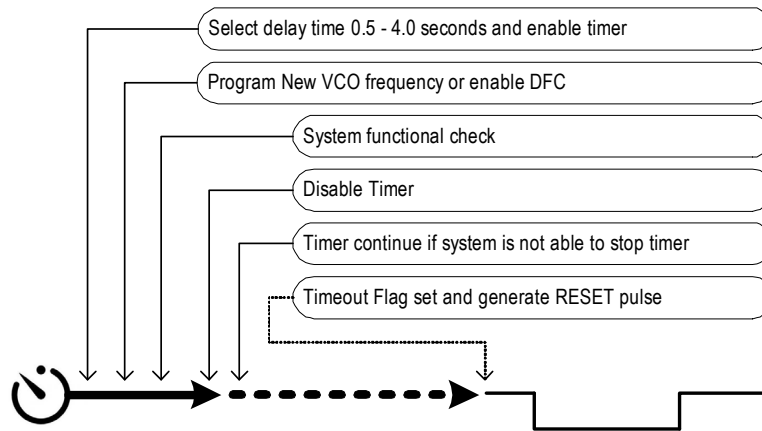 Select delay time 0.5 - 4.0 seconds and enable timer
Program New VCO frequency or enable DFC
System functional check
Disable Timer
Timer continue if system is not able to stop timer
Timeout Flag set and generate RESET pulse